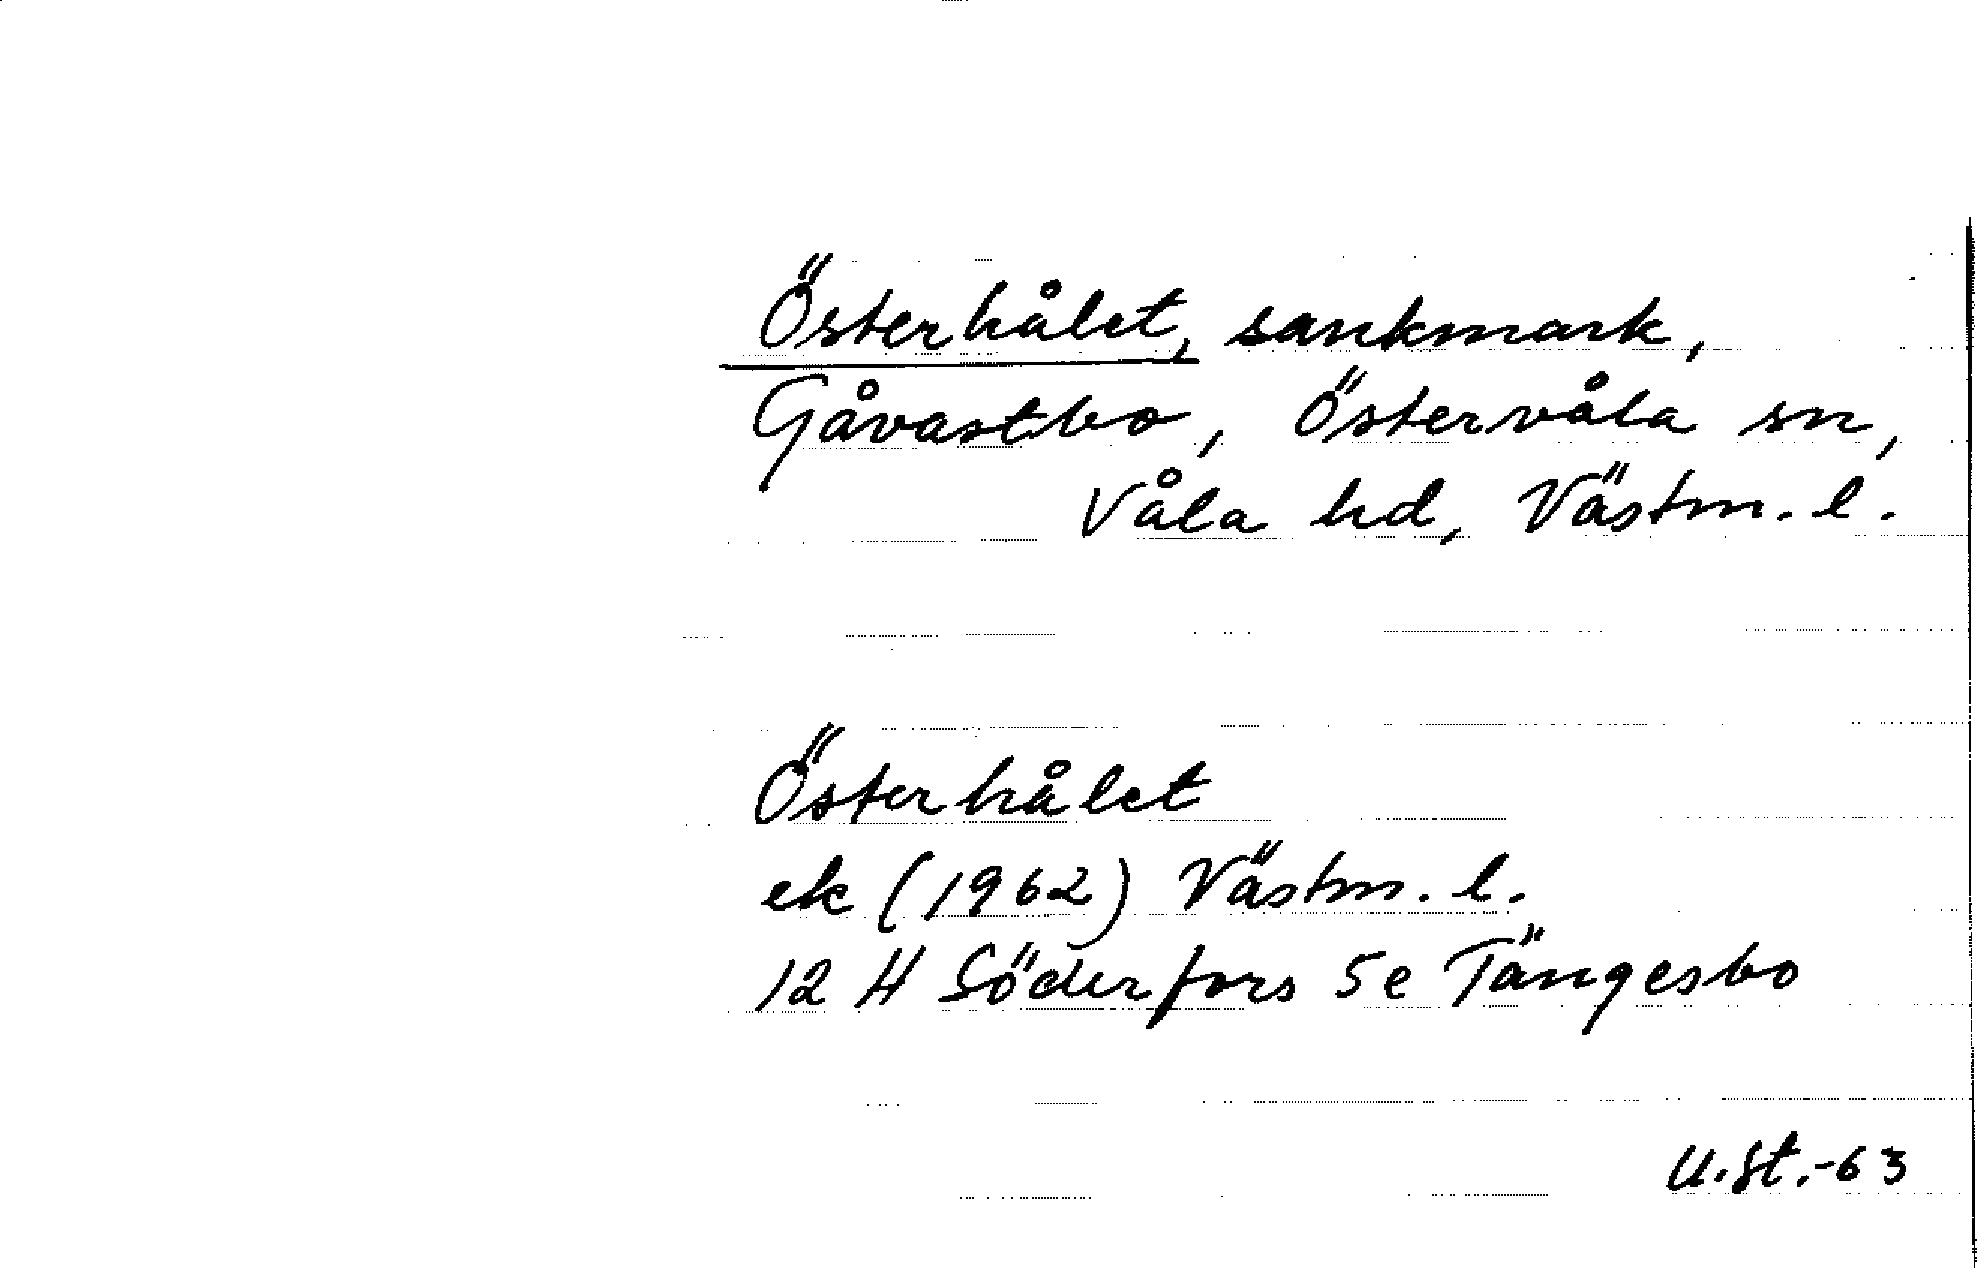 Österhålet, sankmark,
Gåvastbo, Östervåla sn,
Våla hd, Västm. l.
Österhålet
ek (1962) Västm. l.
12 H Söderfors 5e Tängesbo
U.St.-63